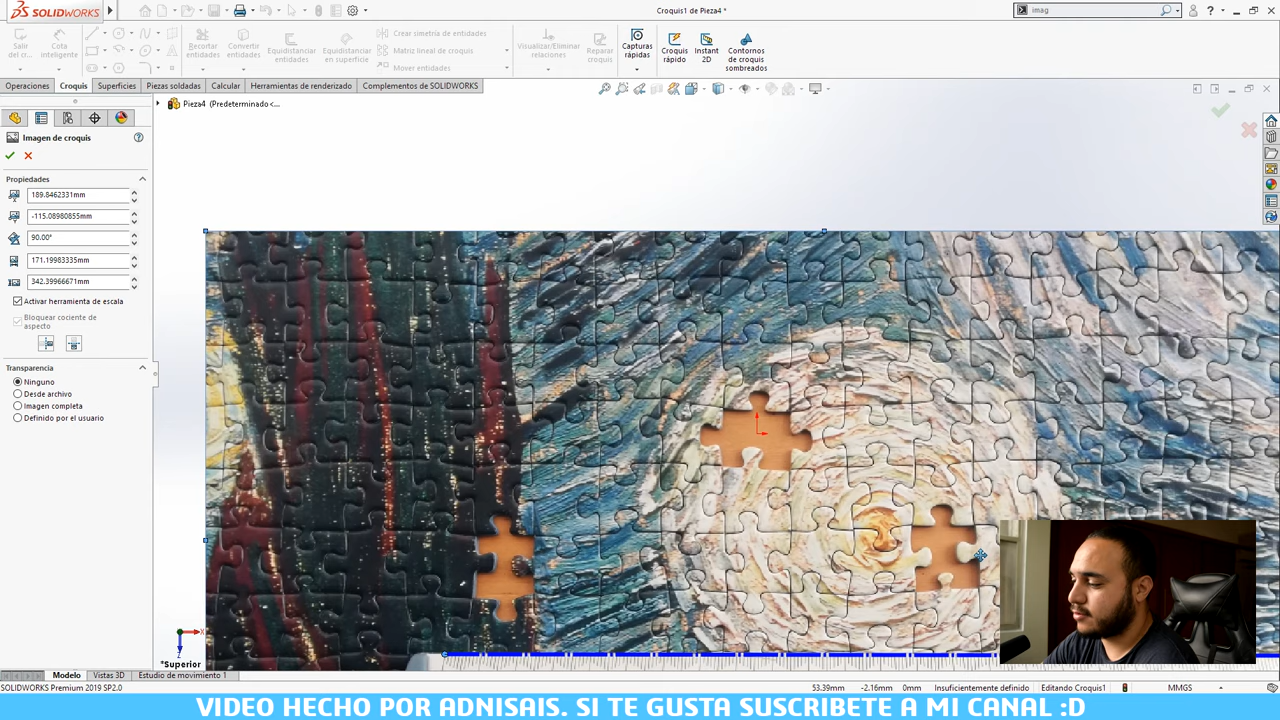 SOLIDWORKS
Croquis1 de Pieza4 *
imag
Salir del cr...
Cota inteligente
Recortar entidades
Convertir entidades
Equidistanciar entidades
Equidistanciar en superficie
Crear simetría de entidades
Matriz lineal de croquis
Mover entidades
Visualizar/Eliminar relaciones
Reparar croquis
Capturas rápidas
Croquis rápido
Instant 2D
Contornos de croquis sombreados
Operaciones
Croquis
Superficies
Piezas soldadas
Calcular
Herramientas de renderizado
Complementos de SOLIDWORKS
Pieza4 (Predeterminado<...
Imagen de croquis
Propiedades
189.8462331mm
-115.08980855mm
90.00°
171.19983335mm
342.39966671mm
Activar herramienta de escala
Bloquear cociente de aspecto
Transparencia
Ninguno
Desde archivo
Imagen completa
Definido por el usuario
X
Z
*Superior
Modelo
Vistas 3D
Estudio de movimiento 1
SOLIDWORKS Premium 2019 SP2.0
53.39mm
-2.16mm
0mm
Insuficientemente definido
Editando Croquis1
MMGS
VIDEO HECHO POR ADNISAIS. SI TE GUSTA SUSCRIBETE A MI CANAL :D